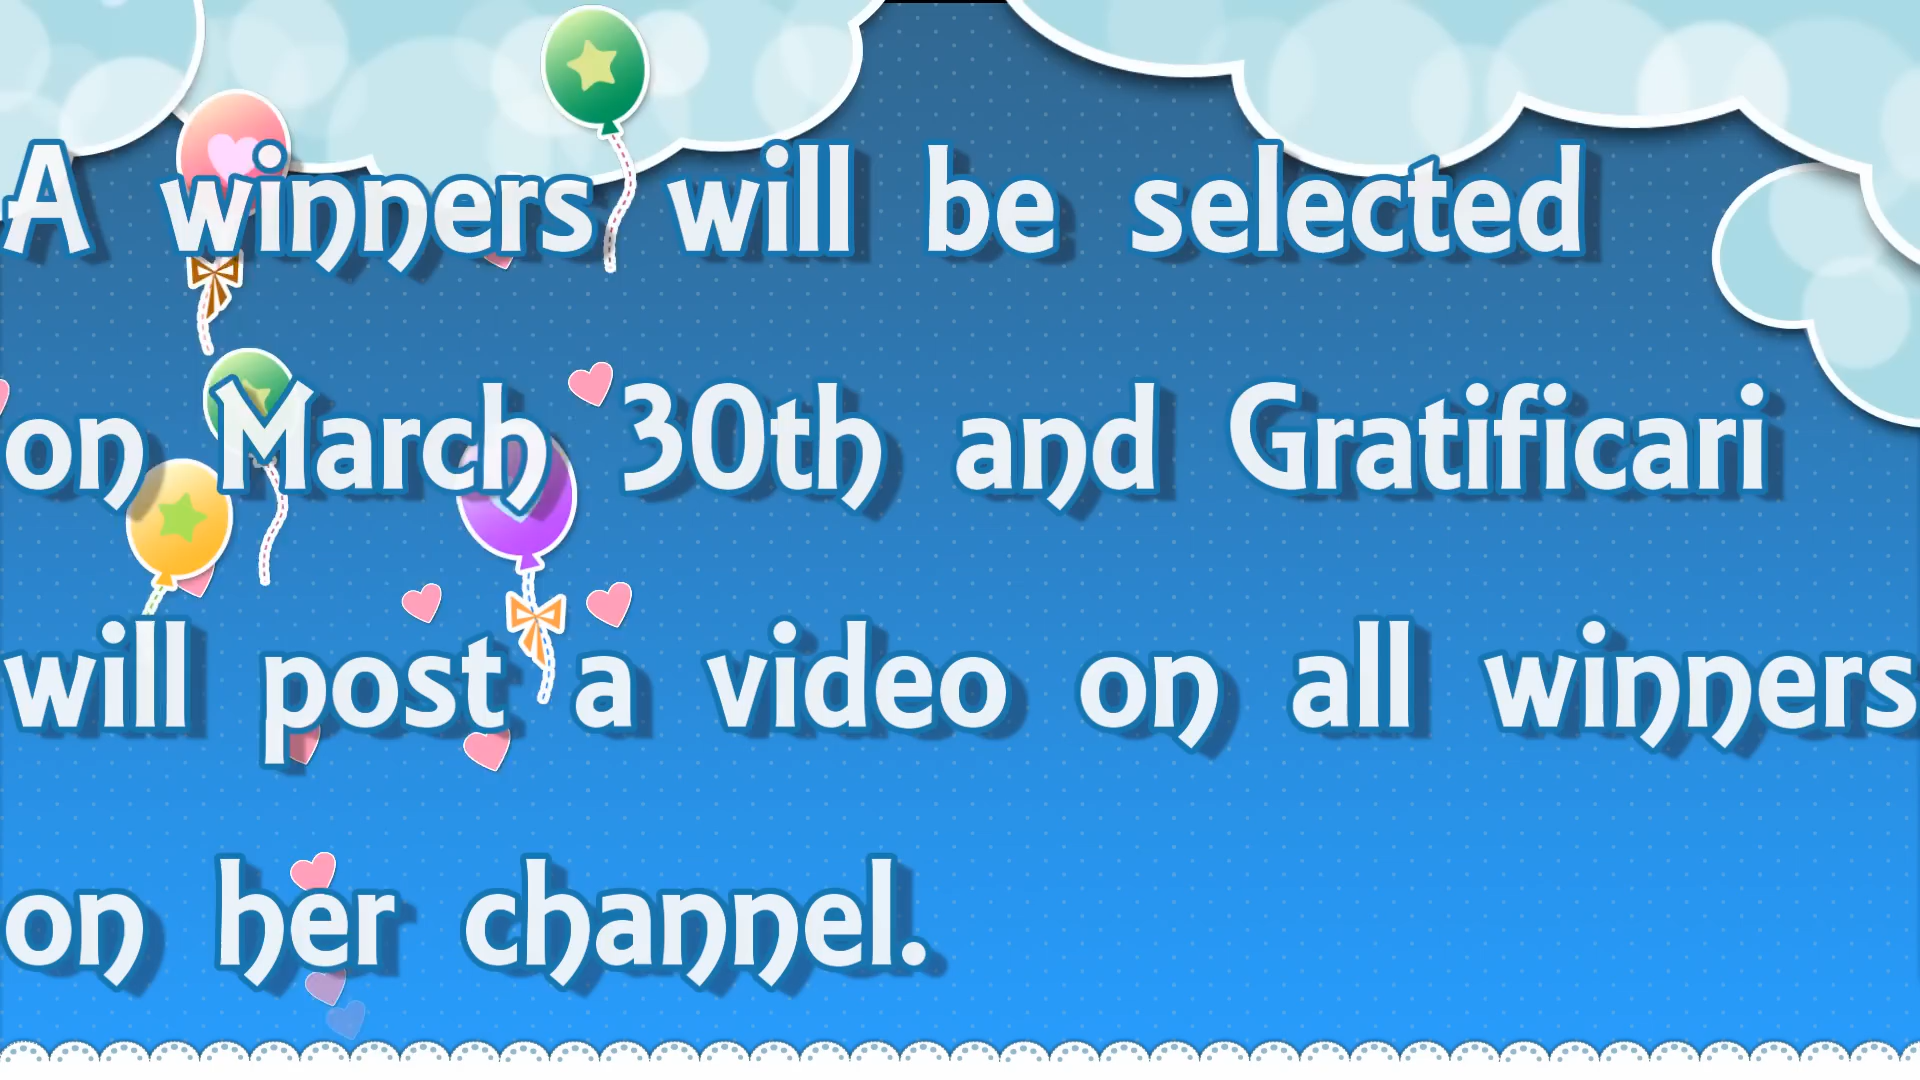 A winners will be selected
on March 30th and Gratificari
will post a video on all winners
on her channel.